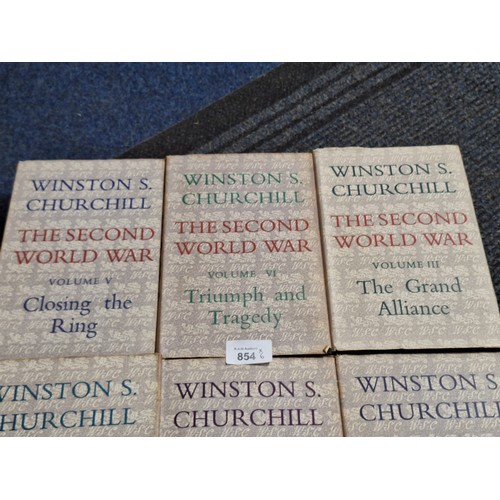 WINSTON S.
CHURCHILL
THE SECOND
WORLD WAR
VOLUME V
Closing the
Ring
WINSTON S.
CHURCHILL
THE SECOND
WORLD WAR
VOLUME VI
Triumph and
Tragedy
854
WINSTON S.
CHURCHILL
THE SECOND
WORLD WAR
VOLUME III
The Grand
Alliance
WINSTON S.
CHURCHILL
WINSTON S.
CHURCHILL
WINSTON S.
CHURCHILL